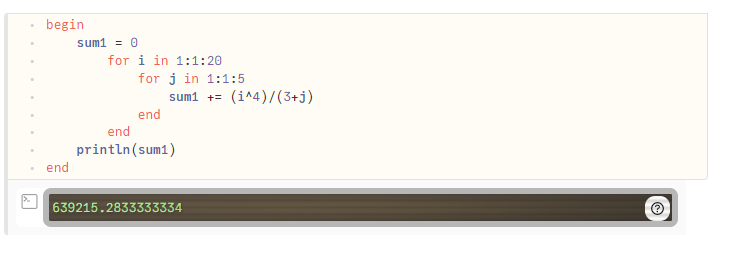 begin
sum1 = 0
for i in 1:1:20
for j in 1:1:5
sum1 += (i^4)/(3+j)
end
end
println(sum1)
end
639215.2833333334